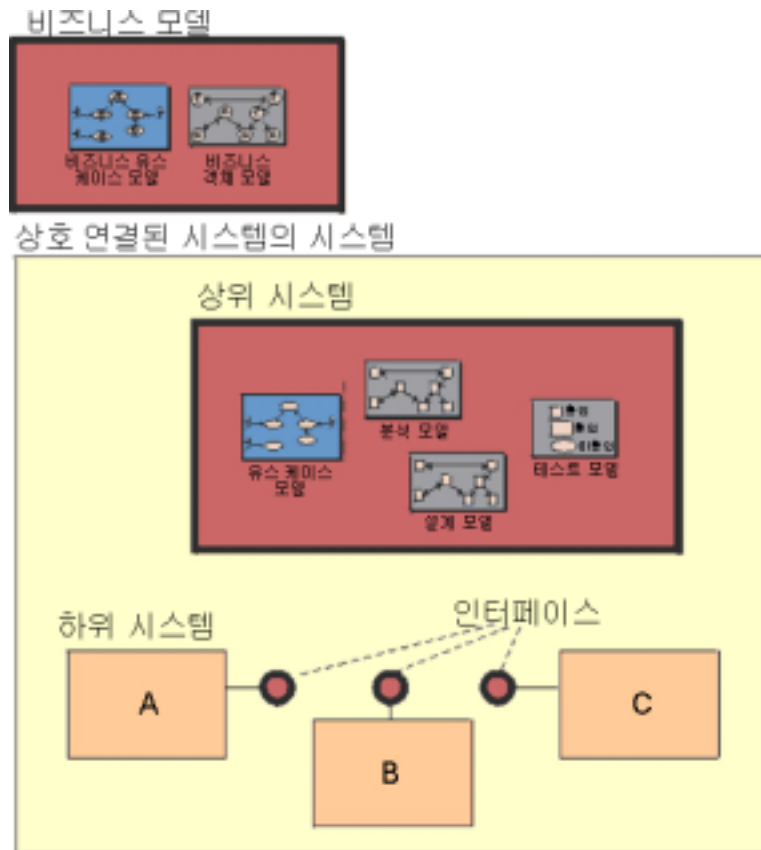 비즈니스 모델
비즈니스 유스
케이스 모델
비즈니스
객체 모델
상호 연결된 시스템의 시스템
상위 시스템
분석 모델
유스 케이스
모델
설계 모델
테스트 모델
하위 시스템
인터페이스
A
B
C